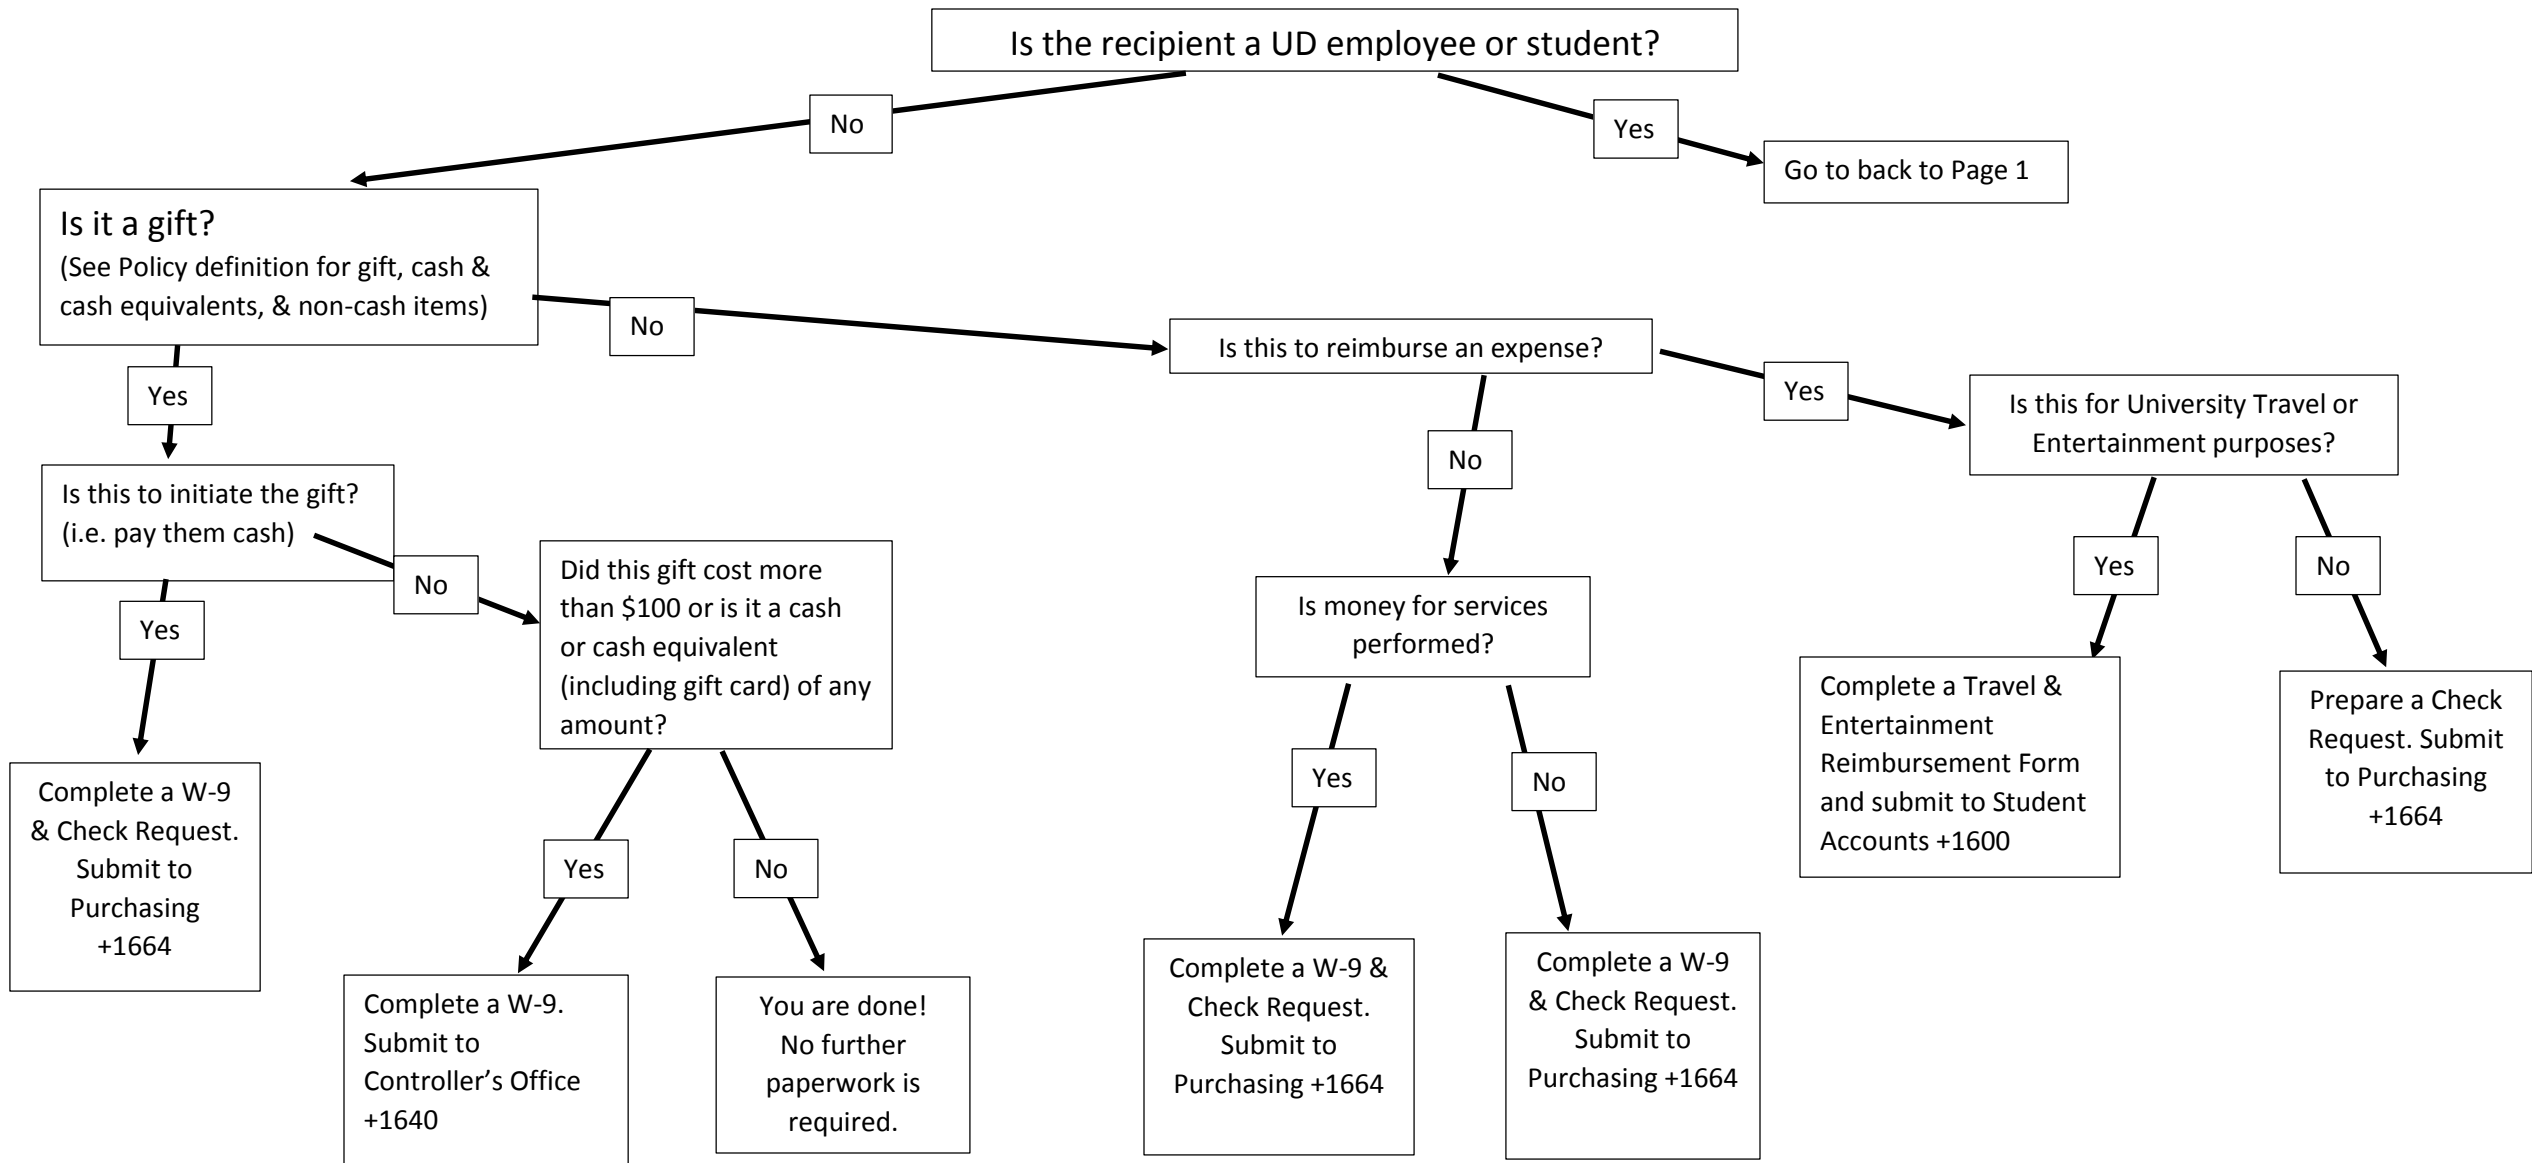 Is the recipient a UD employee or student?
No
Yes
Go to back to Page 1
Is it a gift?
(See Policy definition for gift, cash &
cash equivalents, & non-cash items)
No
Is this to reimburse an expense?
Yes
Is this for University Travel or
Entertainment purposes?
Yes
Is this to initiate the gift?
(i.e. pay them cash)
No
Did this gift cost more
than $100 or is it a cash
or cash equivalent
(including gift card) of any
amount?
No
Is money for services
performed?
Yes
No
Yes
Complete a W-9
& Check Request.
Submit to
Purchasing
+1664
Yes
No
Complete a W-9.
Submit to
Controller’s Office
+1640
You are done!
No further
paperwork is
required.
Yes
No
Complete a W-9 &
Check Request.
Submit to
Purchasing +1664
Complete a W-9
& Check Request.
Submit to
Purchasing +1664
Complete a Travel &
Entertainment
Reimbursement Form
and submit to Student
Accounts +1600
Prepare a Check
Request. Submit
to Purchasing
+1664